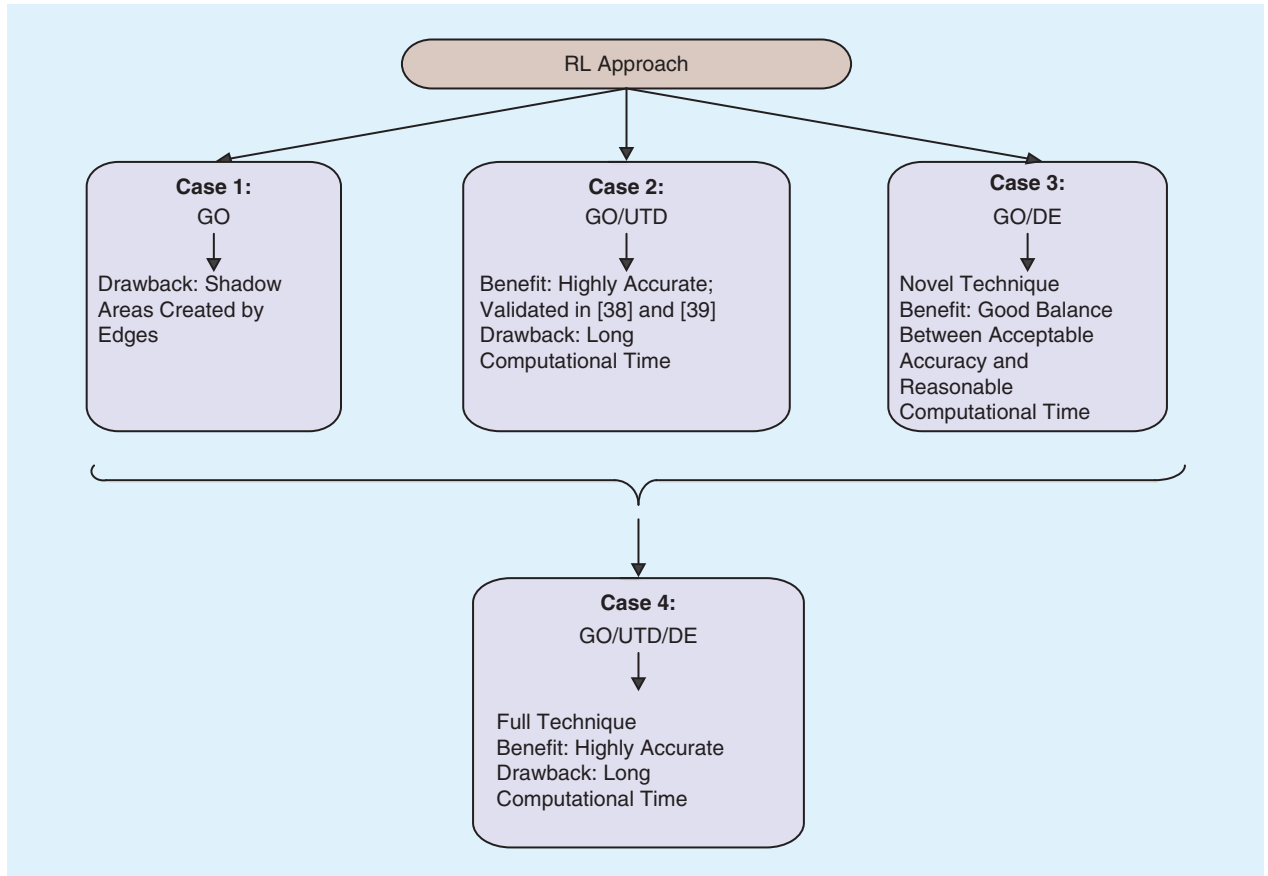 RL Approach
Case 1:
GO
Drawback: Shadow
Areas Created by
Edges
Case 2:
GO/UTD
Benefit: Highly Accurate;
Validated in [38] and [39]
Drawback: Long
Computational Time
Case 3:
GO/DE
Novel Technique
Benefit: Good Balance
Between Acceptable
Accuracy and
Reasonable
Computational Time
Case 4:
GO/UTD/DE
Full Technique
Benefit: Highly Accurate
Drawback: Long
Computational Time